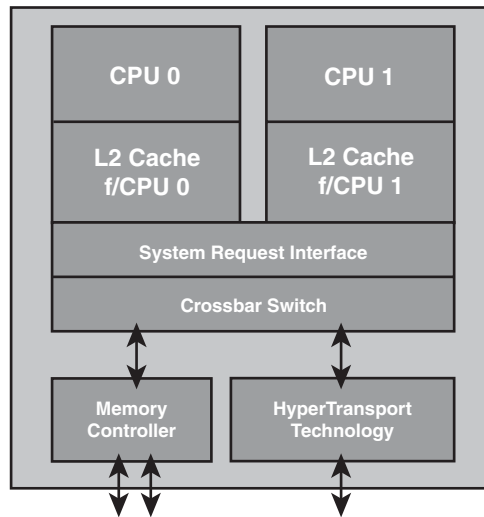 CPU 0
CPU 1
L2 Cache
f/CPU 0
L2 Cache
f/CPU 1
System Request Interface
Crossbar Switch
Memory
Controller
HyperTransport
Technology